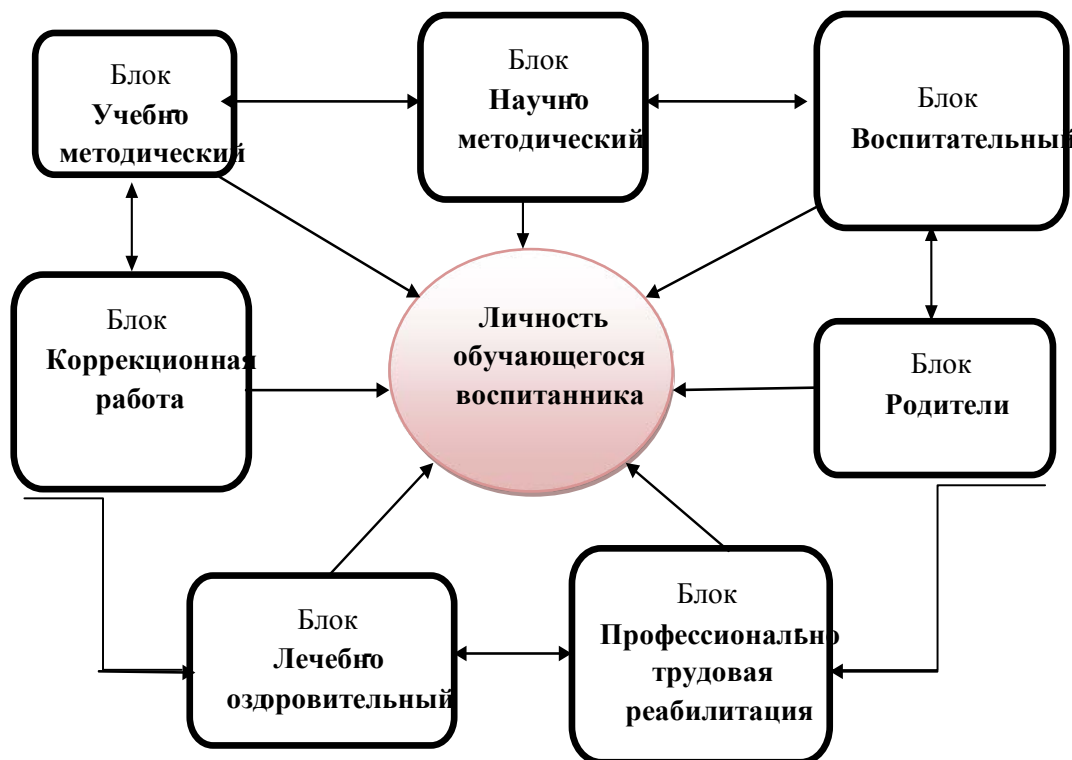 Блок
Учебно-
методический
Блок
Научно-
методический
Блок
Воспитательный
Блок
Коррекционная
работа
Личность
обучающегося
воспитанника
Блок
Родители
Блок
Лечебно-
оздоровительный
Блок
Профессионально-
трудовая
реабилитация